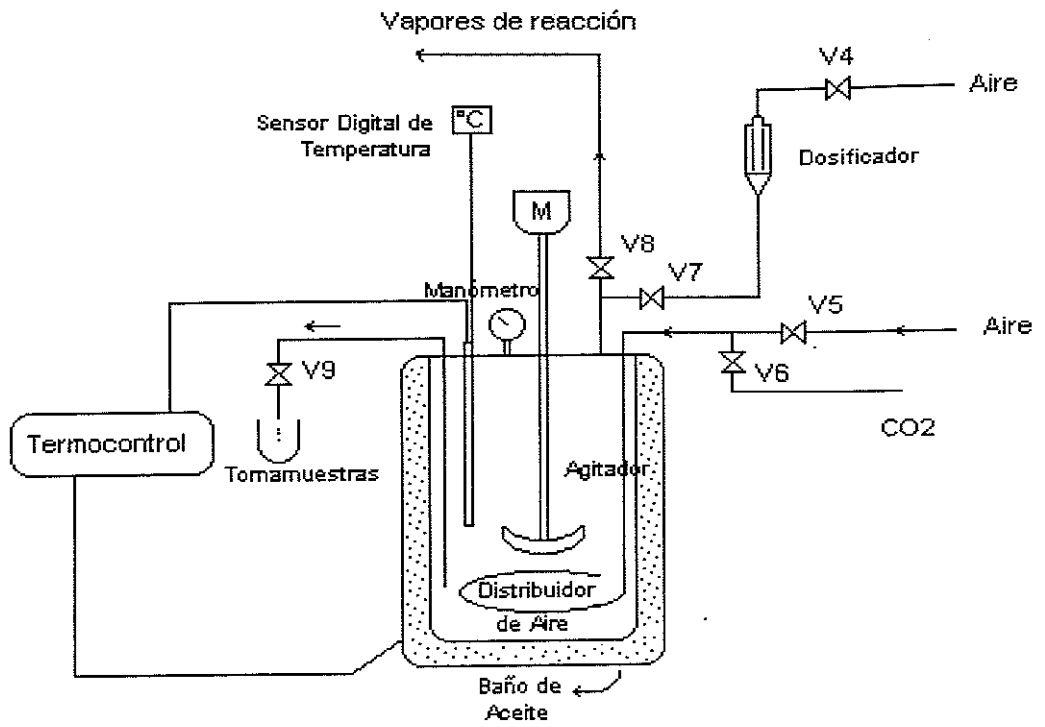 Vapores de reacción
V4
Aire
°C
Sensor Digital de
Temperatura
Dosificador
M
V8
V7
Manómetro
V5
Aire
V9
V6
CO2
Termocontrol
Tomamuestras
Agitador
Distribuidor
de Aire
Baño de
Aceite